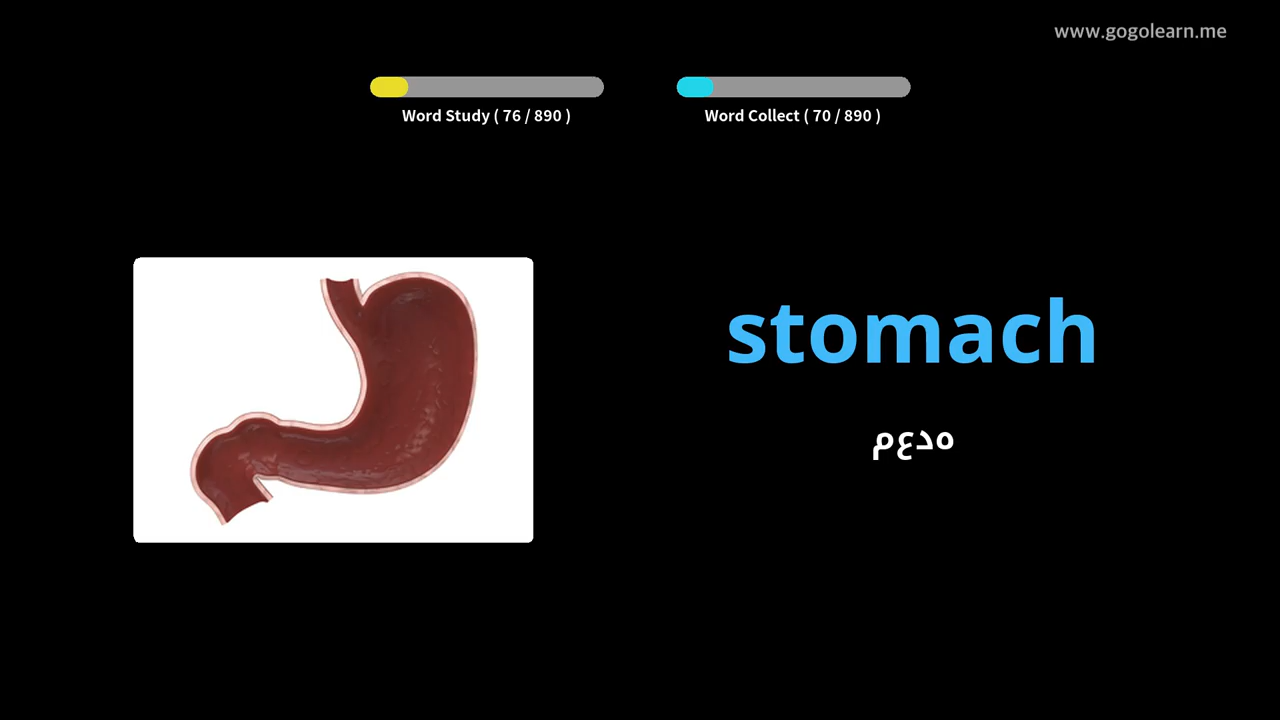 www.gogolearn.me
Word Study ( 76 / 890 )
Word Collect ( 70 / 890 )
stomach
معده